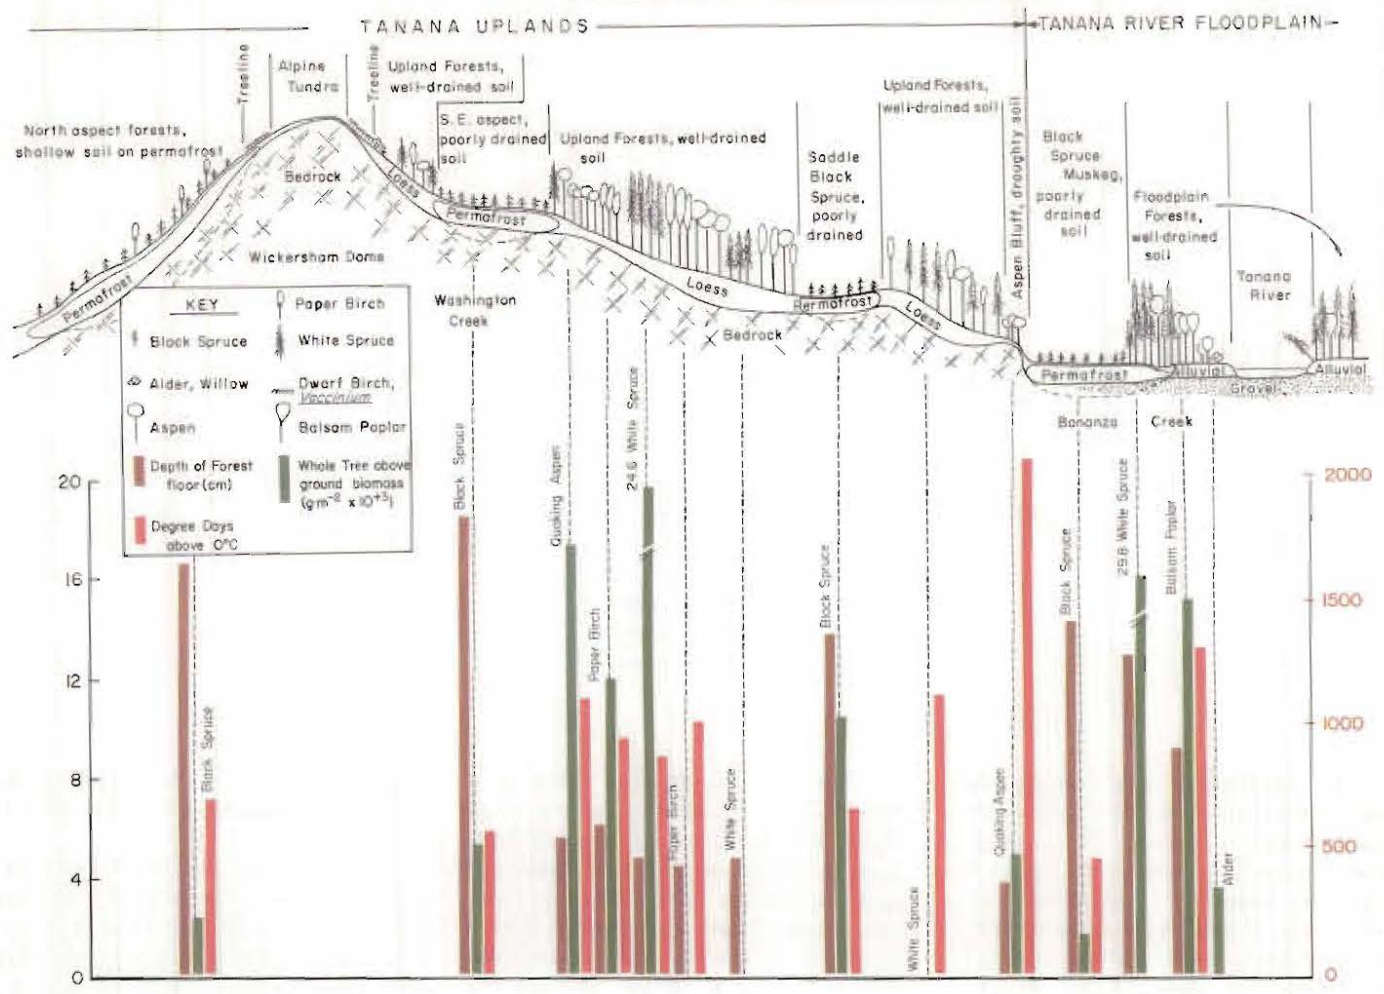 TANANA UPLANDS
TANANA RIVER FLOODPLAIN
Treeline
Alpine
Tundra
Treeline
Upland Forests,
well-drained soil
North aspect forests,
shallow soil on permafrost
S.E. aspect,
poorly drained
soil
Upland Forests, well-drained
soil
Saddle
Black
Spruce,
poorly
drained
Upland Forests,
well-drained soil
Aspen Bluff, droughty soil
Black
Spruce
Muskeg,
poorly
drained
soil
Floodplain
Forests,
well-drained
soil
Tanana
River
Bedrock
Loess
Permafrost
Wickersham Dome
Permafrost
Washington
Creek
Loess
Permafrost
Loess
Bedrock
Permafrost
Alluvial
Gravel
Alluvial
Bonanza Creek
KEY
Black Spruce
Alder, Willow
Aspen
Depth of Forest
floor (cm)
Degree Days
above 0°C
Paper Birch
White Spruce
Dwarf Birch,
Vaccinium
Balsam Poplar
Whole Tree above
ground biomass
(g m⁻² x 10⁺³)
20
16
12
8
4
0
Black Spruce
Black Spruce
Quaking Aspen
Paper Birch
24.6 White Spruce
Paper Birch
White Spruce
Black Spruce
White Spruce
Quaking Aspen
Black Spruce
29.8 White Spruce
Balsam Poplar
Alder
2000
1500
1000
500
0